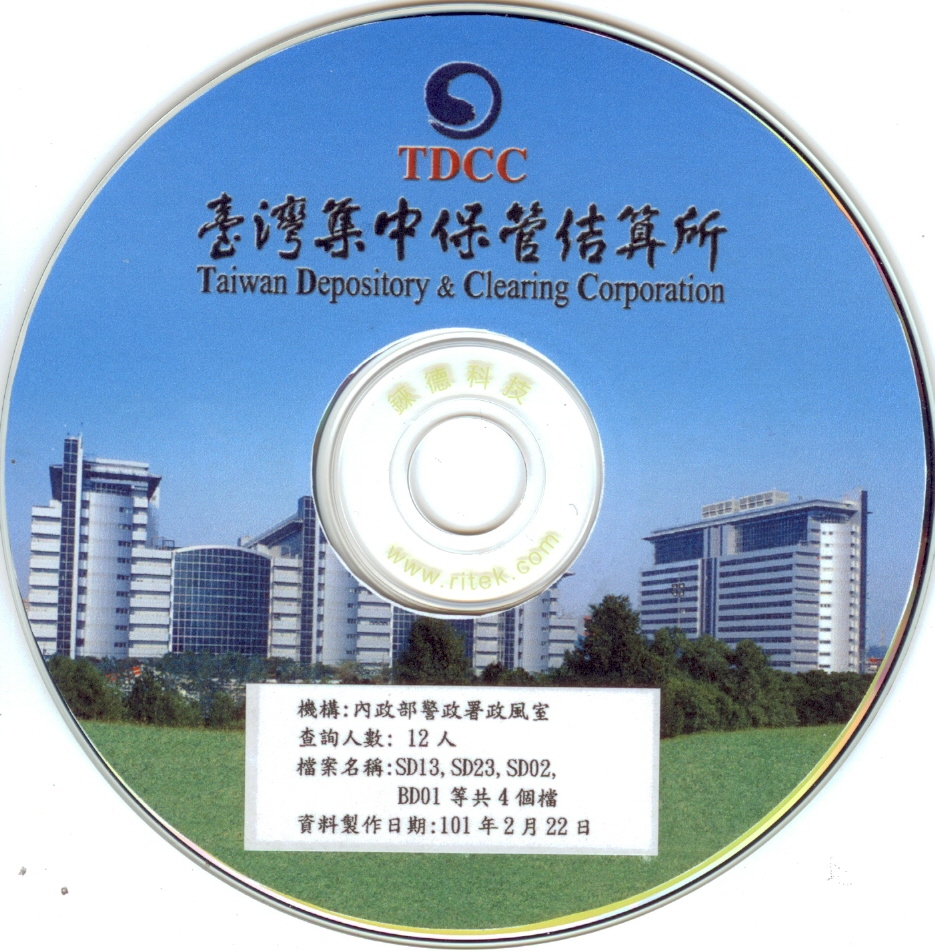 TDCC
臺灣集中保管结算所
Taiwan Depository & Clearing Corporation
錸德科技
www.ritek.com
機構:內政部警政署政風室
查詢人數: 12 人
檔案名稱:SD13, SD23, SD02,
BD01 等共 4 個檔
資料製作日期:101 年 2 月 22 日